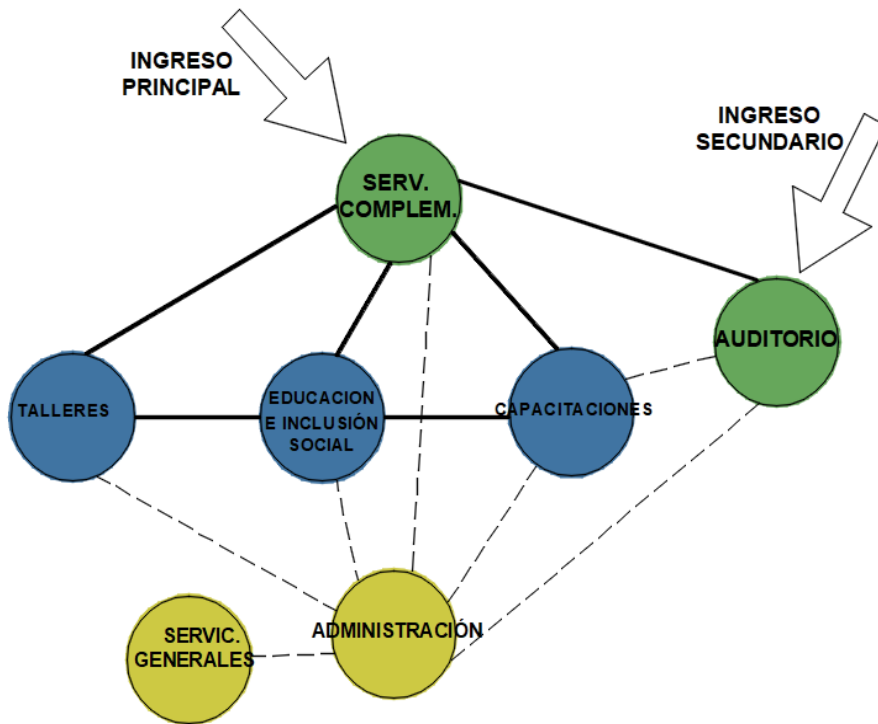 INGRESO
PRINCIPAL
INGRESO
SECUNDARIO
SERV.
COMPLEM.
AUDITORIO
TALLERES
EDUCACION
E INCLUSIÓN
SOCIAL
CAPACITACIONES
ADMINISTRACIÓN
SERVIC.
GENERALES